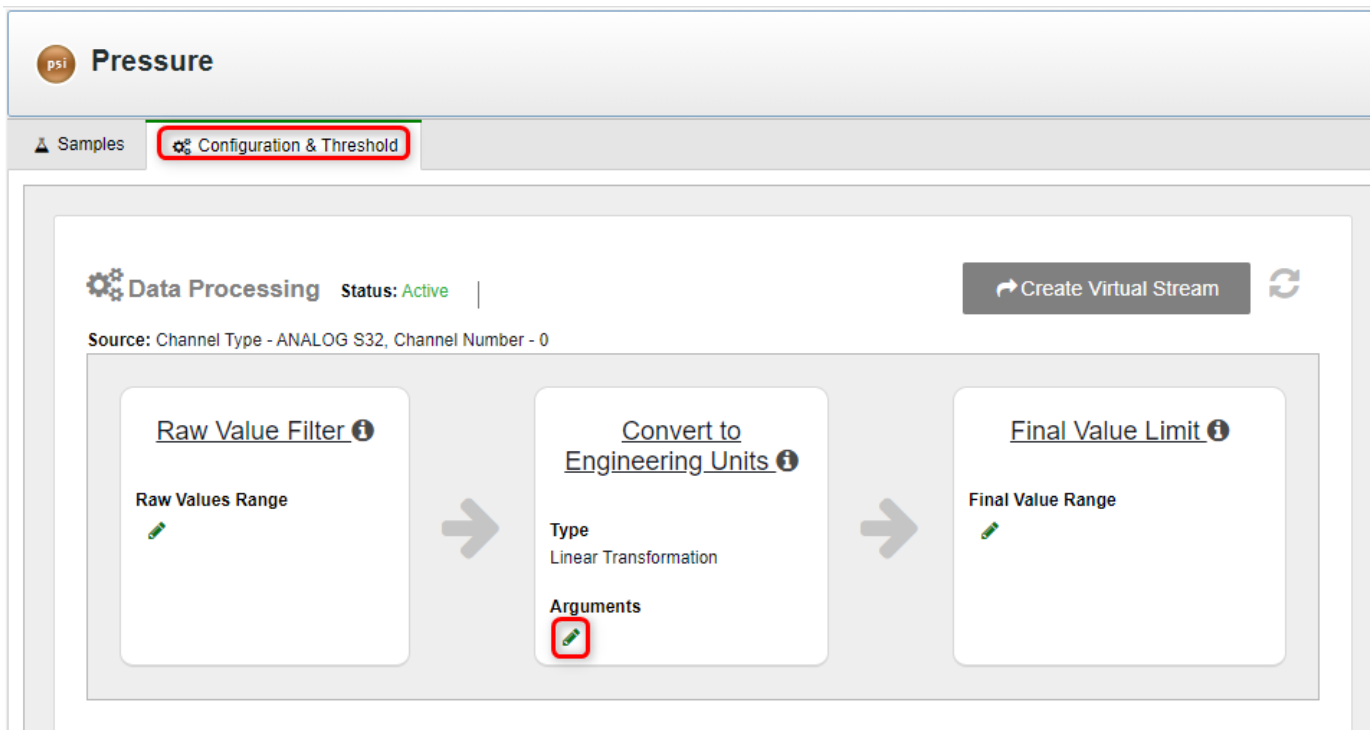 psi Pressure
Samples
Configuration & Threshold
Data Processing Status: Active
Create Virtual Stream
Source: Channel Type - ANALOG S32, Channel Number - 0
Raw Value Filter
Raw Values Range
Convert to
Engineering Units
Type
Linear Transformation
Arguments
Final Value Limit
Final Value Range